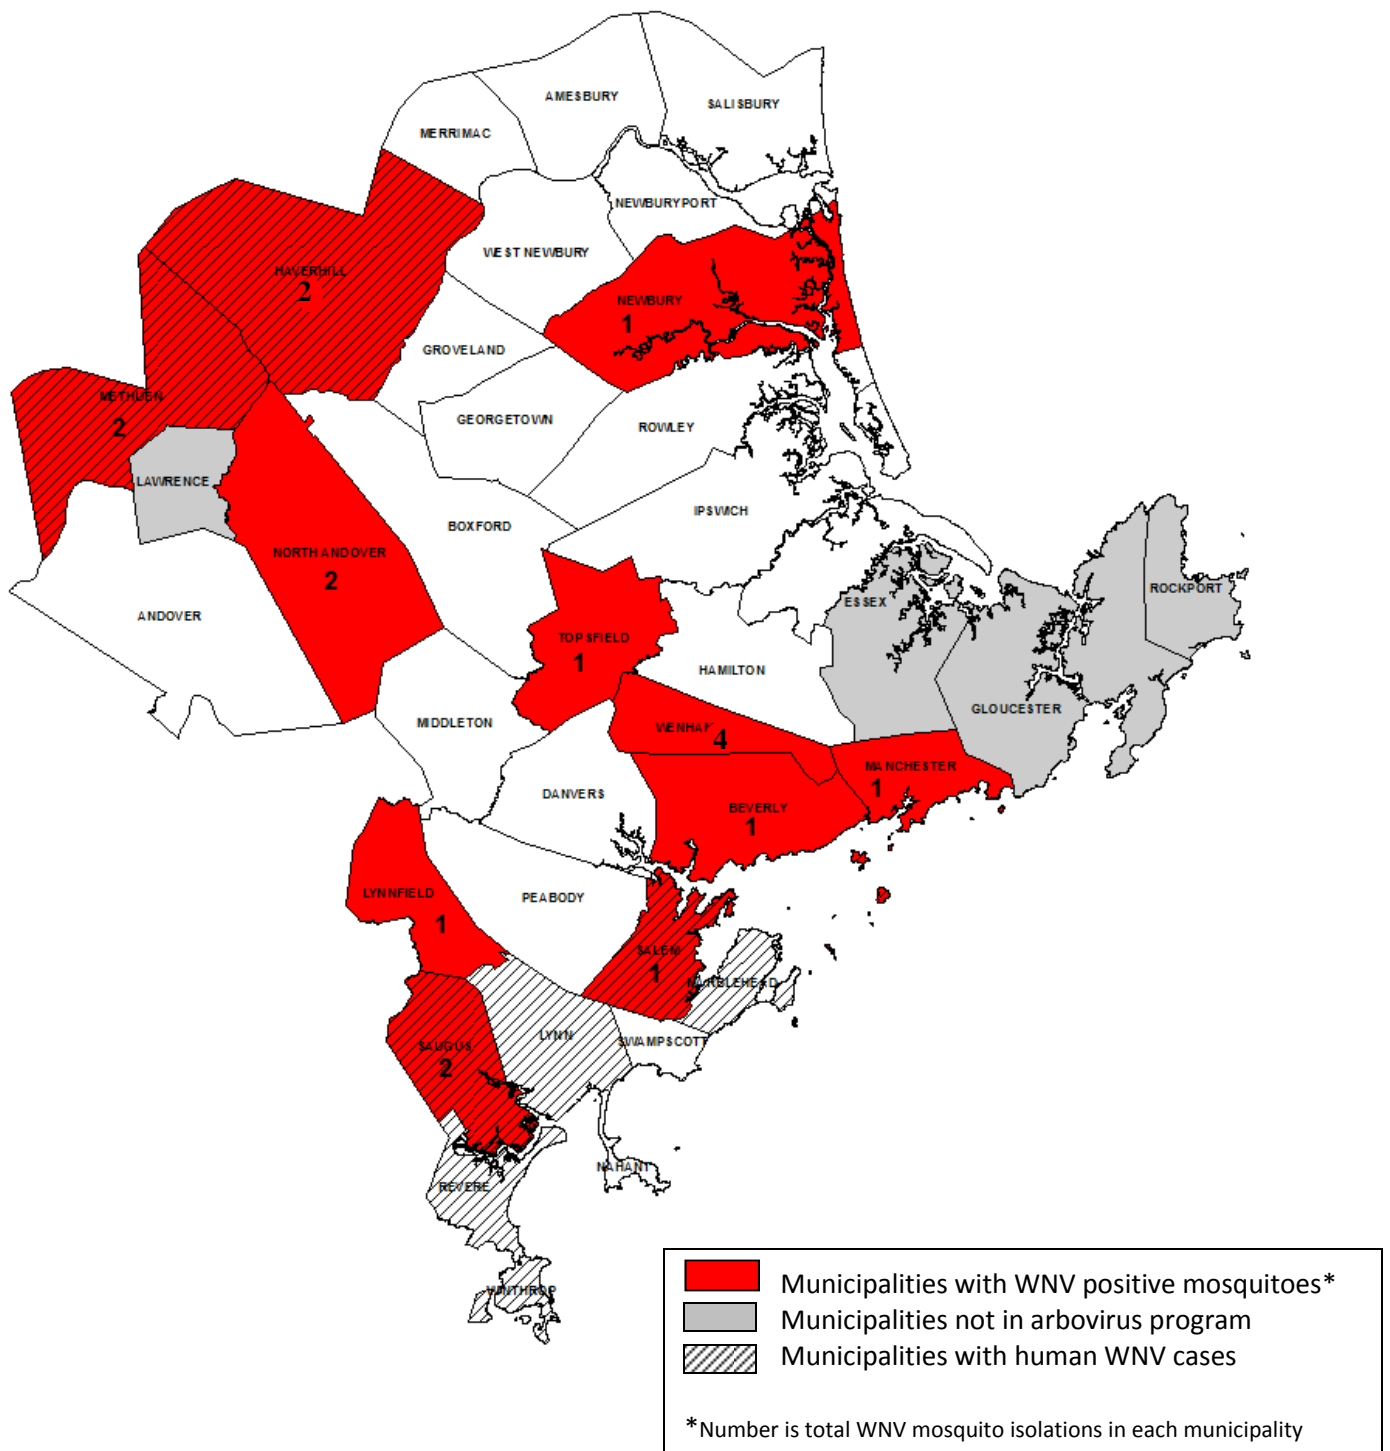 AMESBURY
SALISBURY
MERRIMAC
NEWBURYPORT
WEST NEWBURY
HAVERHILL
2
NEWBURY
1
GROVELAND
METHUEN
2
GEORGETOWN
ROWLEY
LAWRENCE
IPSWICH
BOXFORD
NORTH ANDOVER
2
ROCKPORT
ESSEX
ANDOVER
TOPSFIELD
1
HAMILTON
GLOUCESTER
MIDDLETON
WENHAM
4
MANCHESTER
1
DANVERS
BEVERLY
1
LYNNFIELD
1
PEABODY
SALEM
1
MARBLEHEAD
LYNN
SWAMPSCOTT
SAUGUS
2
NAHANT
REVERE
WINTHROP
Municipalities with WNV positive mosquitoes*
Municipalities not in arbovirus program
Municipalities with human WNV cases
*Number is total WNV mosquito isolations in each municipality